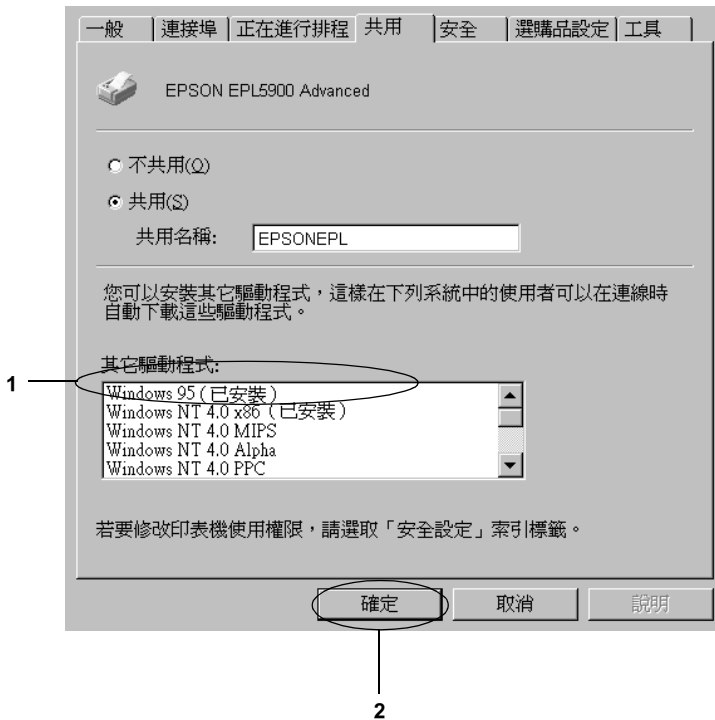 一般 連接埠 正在進行排程 共用 安全 選購品設定 工具
EPSON EPL5900 Advanced
不共用(O)
共用(S)
共用名稱: EPSONEPL
您可以安裝其它驅動程式，這樣在下列系統中的使用者可以在連線時
自動下載這些驅動程式。
其它驅動程式:
1
Windows 95 (已安裝)
Windows NT 4.0 x86 (已安裝)
Windows NT 4.0 MIPS
Windows NT 4.0 Alpha
Windows NT 4.0 PPC
若要修改印表機使用權限，請選取「安全設定」索引標籤。
確定 取消 說明
2